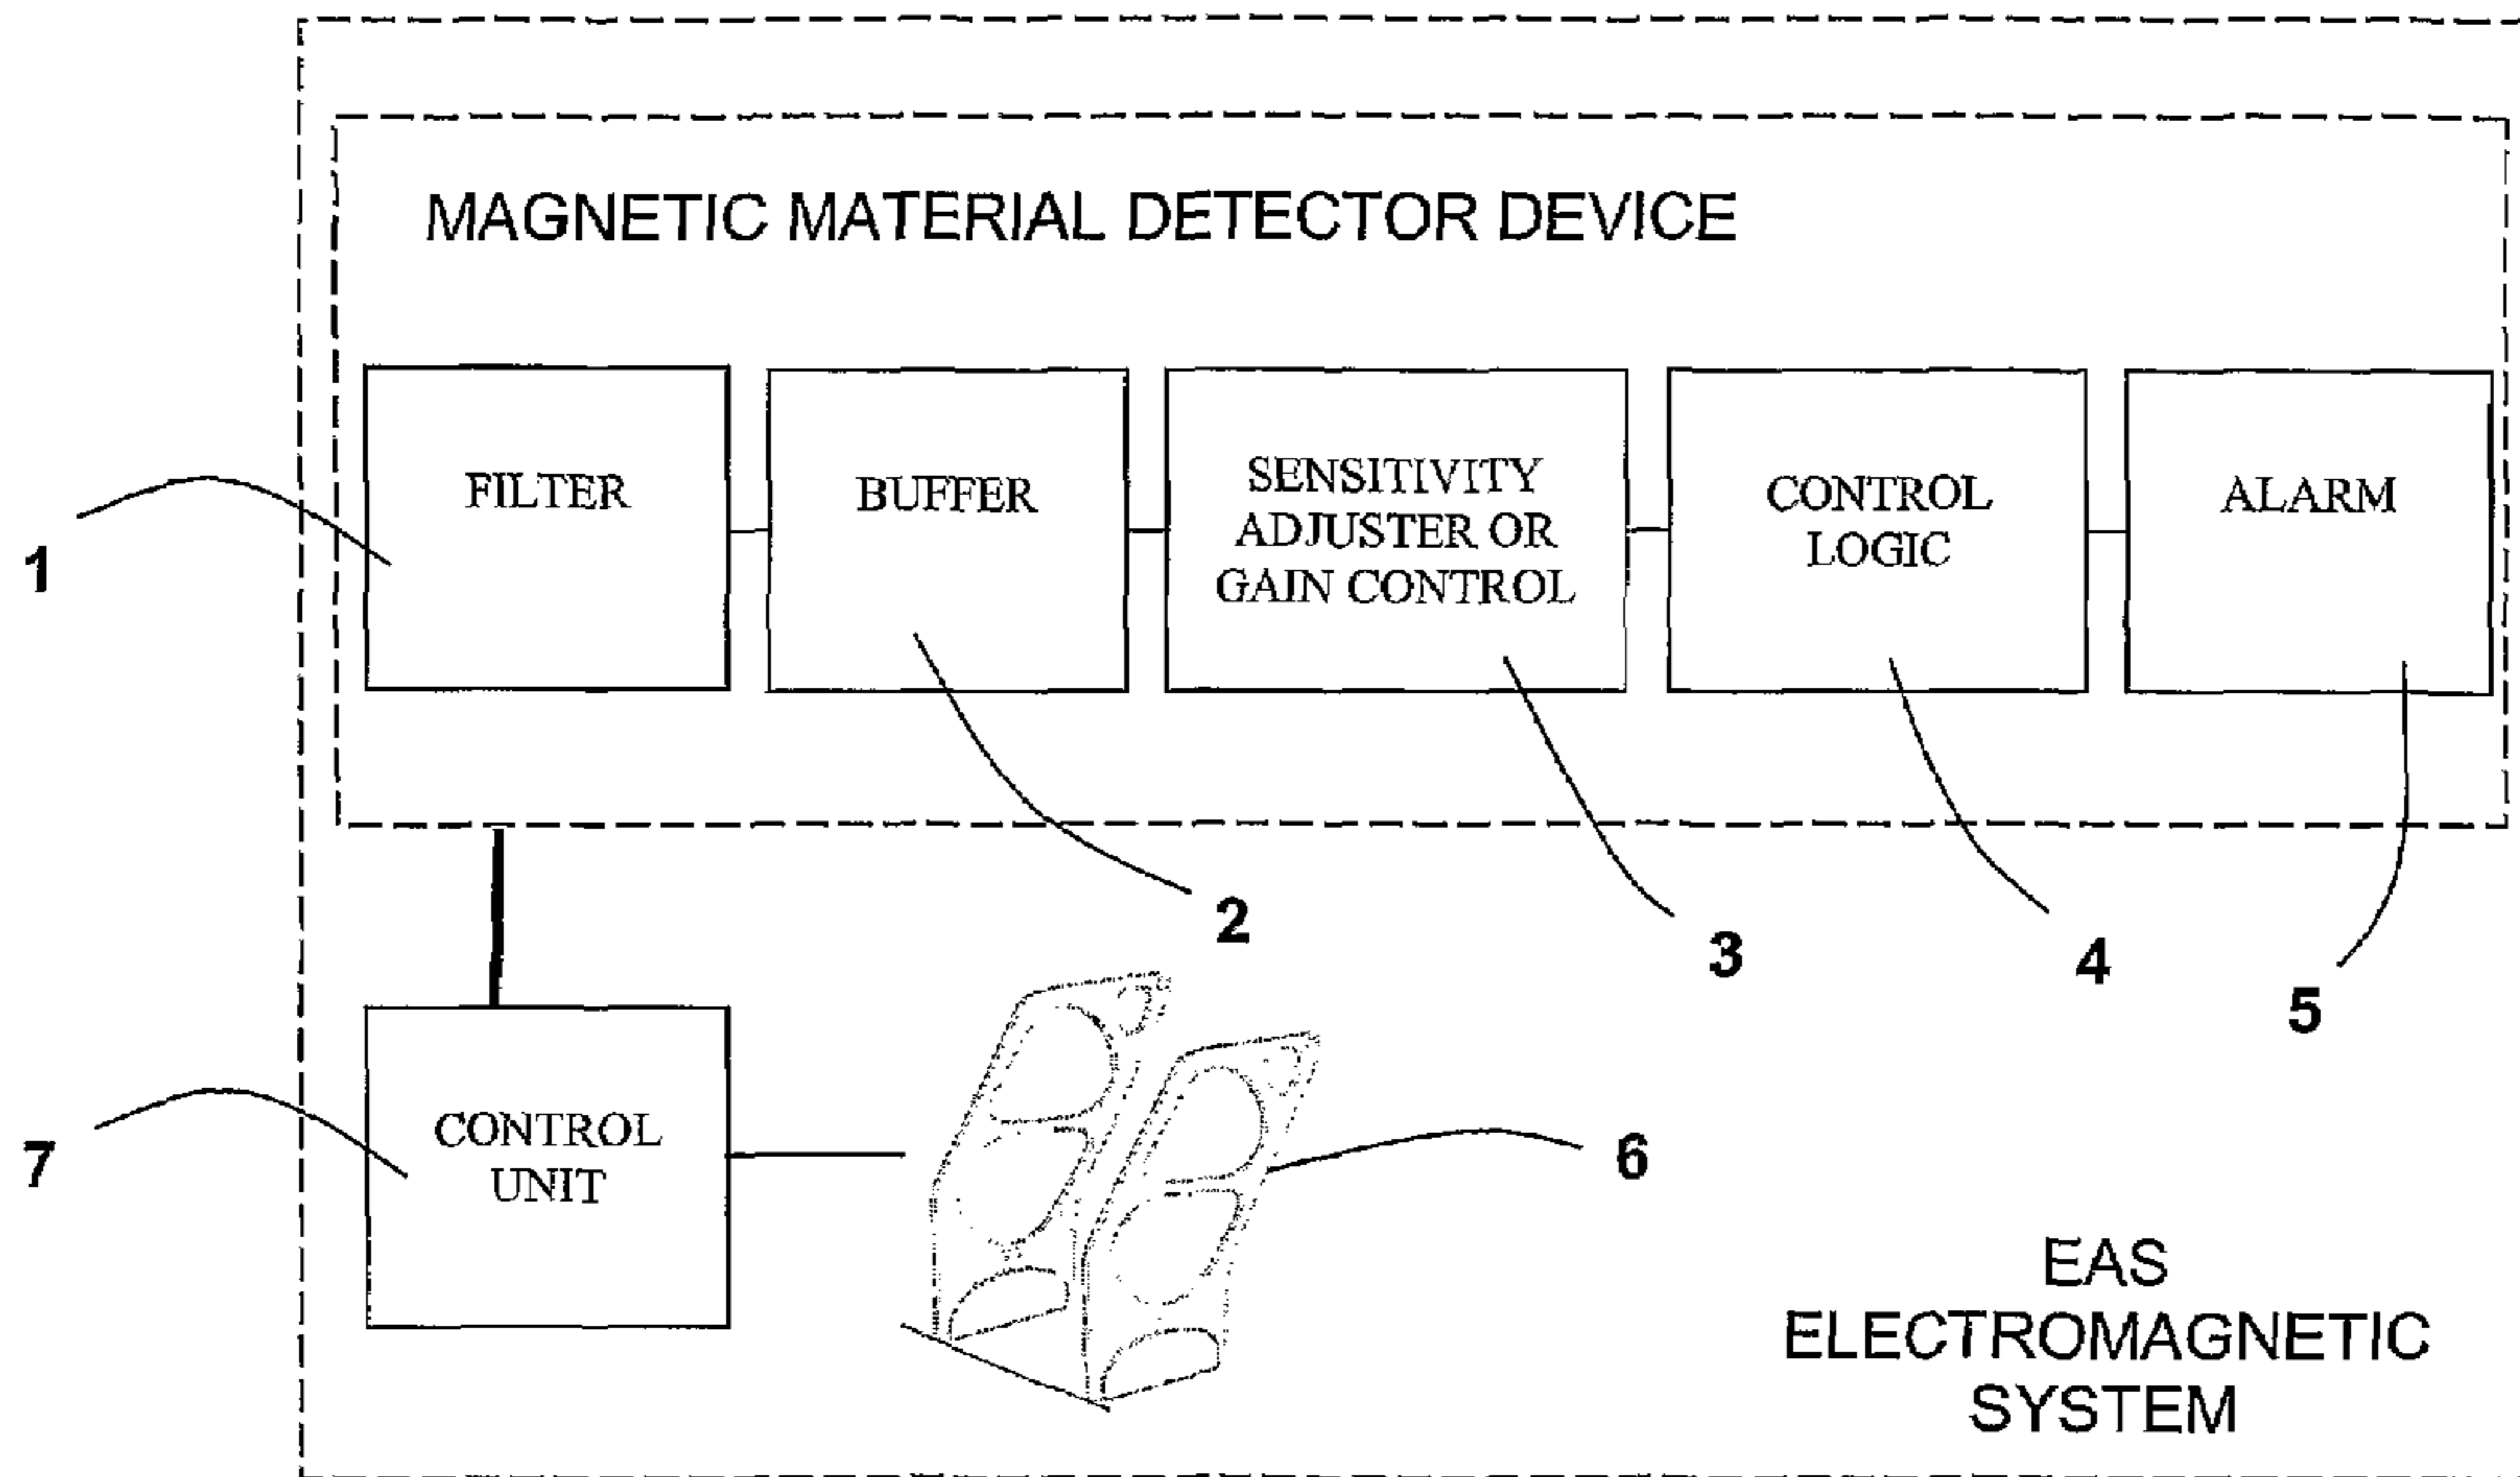 MAGNETIC MATERIAL DETECTOR DEVICE
FILTER
BUFFER
SENSITIVITY
ADJUSTER OR
GAIN CONTROL
CONTROL
LOGIC
ALARM
1
2
3
4
5
CONTROL
UNIT
7
6
EAS
ELECTROMAGNETIC
SYSTEM